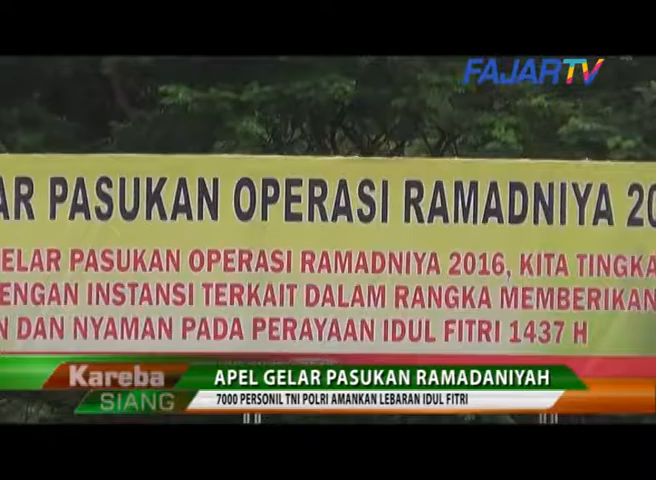 FAJARTV
AR PASUKAN OPERASI RAMADNIYA 20
ELAR PASUKAN OPERASI RAMADNIYA 2016, KITA TINGKA
ENGAN INSTANSI TERKAIT DALAM RANGKA MEMBERIKAN
DAN NYAMAN PADA PERAYAAN IDUL FITRI 1437 H
Kareba
SIANG
APEL GELAR PASUKAN RAMADANIYAH
7000 PERSONIL TNI POLRI AMANKAN LEBARAN IDUL FITRI